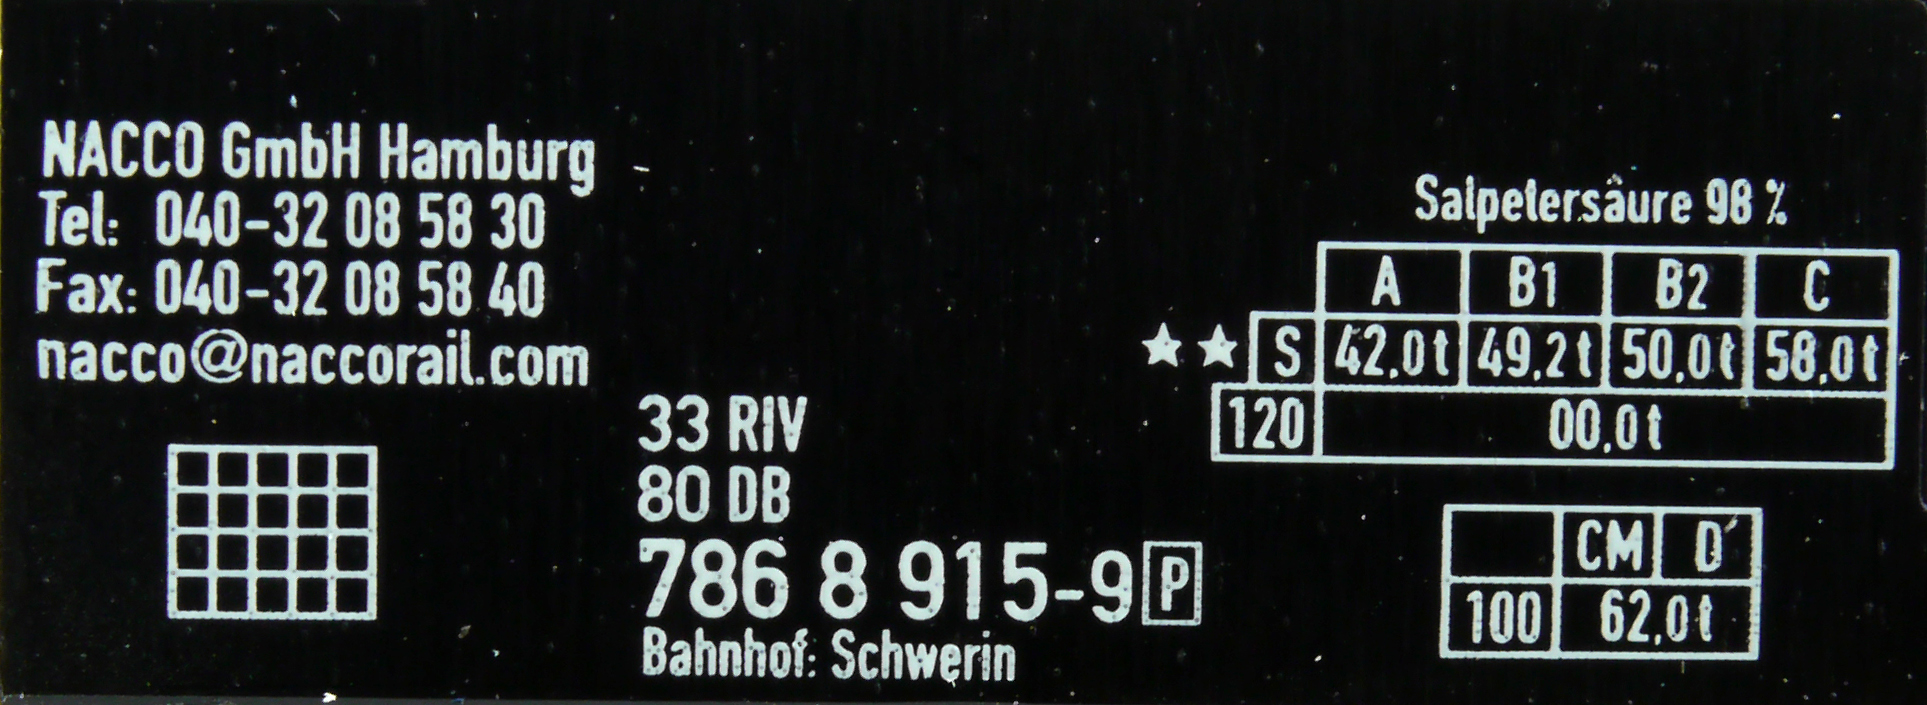 NACCO GmbH Hamburg
Tel: 040-32 08 58 30
Fax: 040-32 08 58 40
nacco@naccorail.com
33 RIV
80 DB
786 8 915-9 P
Bahnhof: Schwerin
Salpetersäure 98 %
A B1 B2 C
★★ S 42,0t 49,2t 50,0t 58,0t
120 00,0t
CM D
100 62,0t